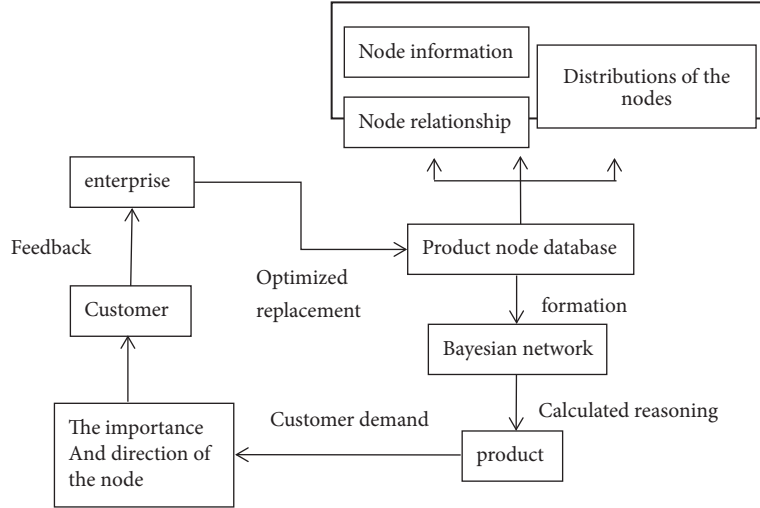 Node information
Distributions of the
nodes
Node relationship
enterprise
Feedback
Product node database
Optimized
replacement
Customer
formation
Bayesian network
Calculated reasoning
Customer demand
The importance
And direction of
the node
product